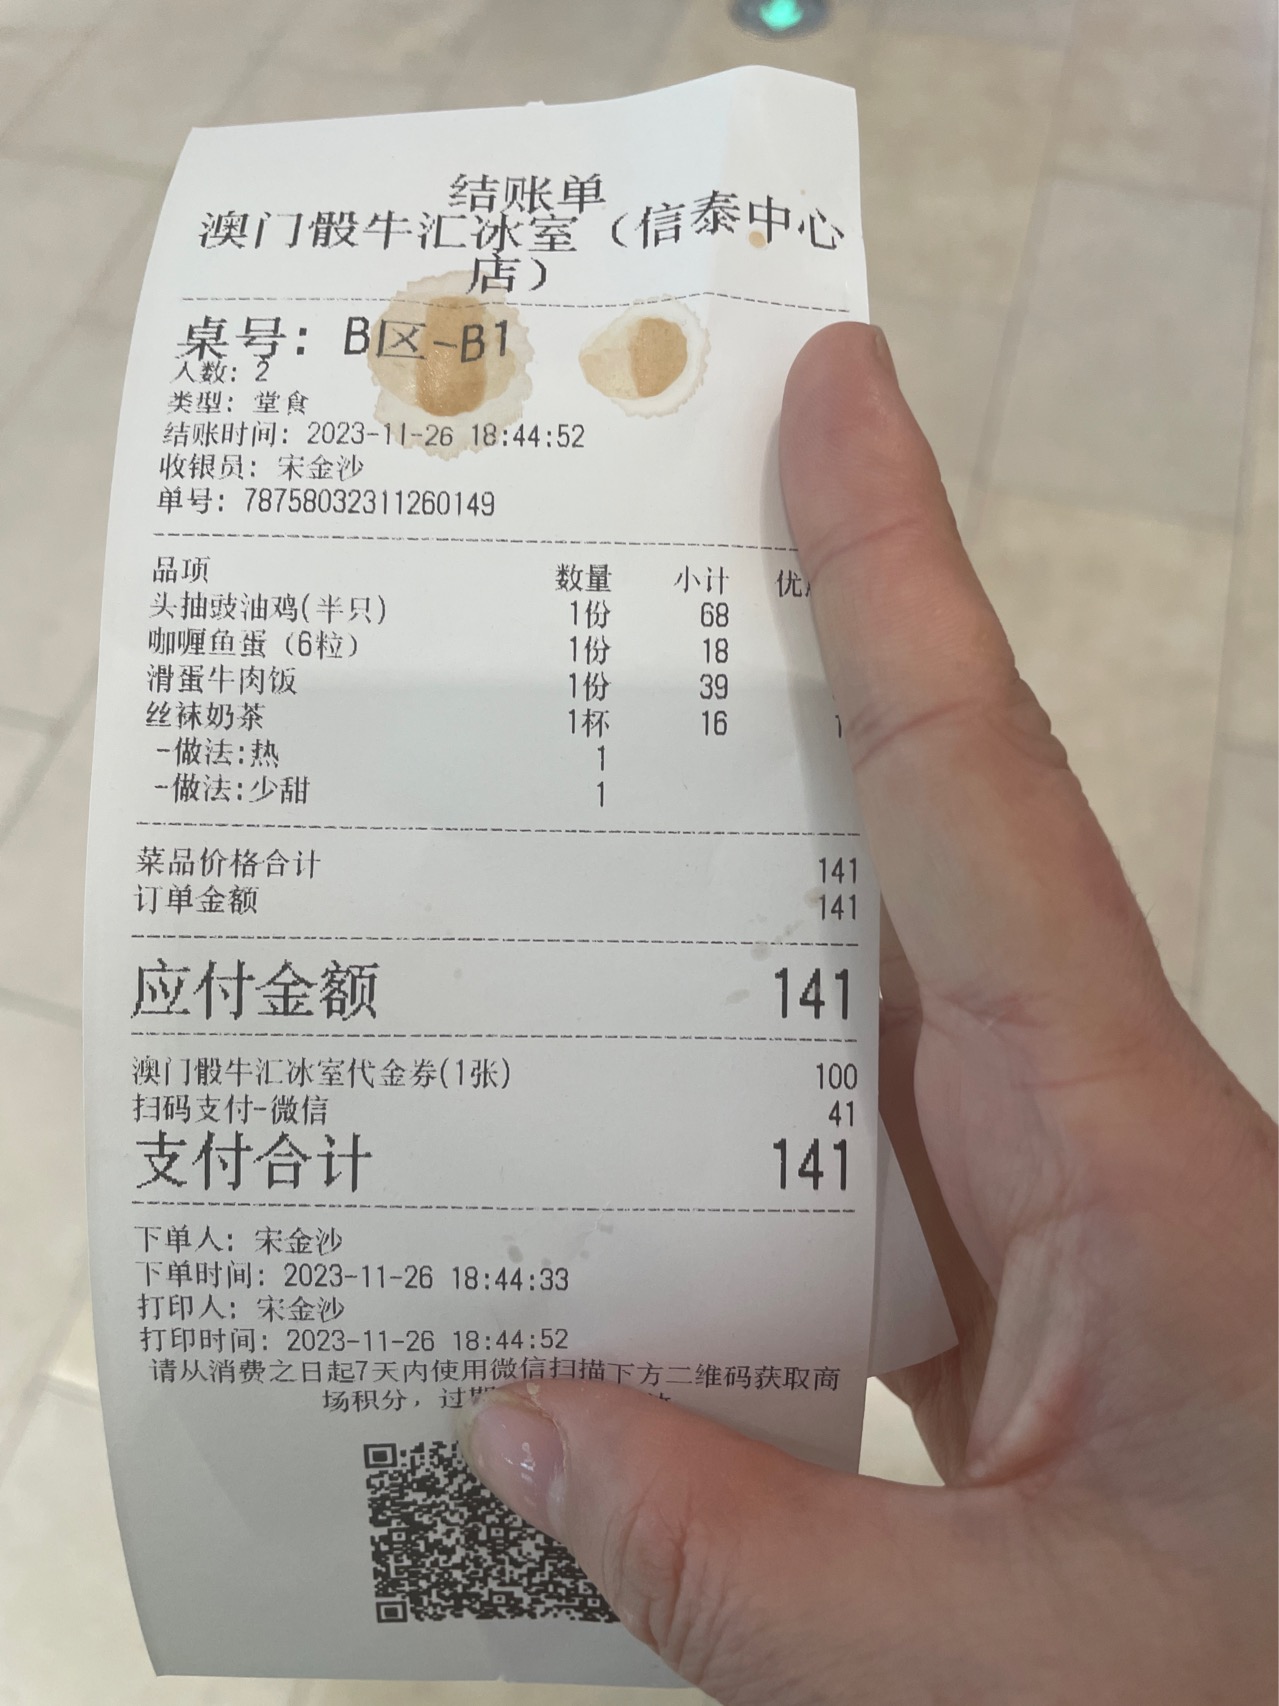 结账单
澳门骰牛汇冰室（信泰中心
店）
桌号：B区-B1
人数：2
类型：堂食
结账时间：2023-11-26 18:44:52
收银员：宋金沙
单号：78758032311260149
品项 数量 小计 优
头抽豉油鸡(半只) 1份 68
咖喱鱼蛋（6粒） 1份 18
滑蛋牛肉饭 1份 39
丝袜奶茶 1杯 16
-做法:热 1
-做法:少甜 1
菜品价格合计 141
订单金额 141
应付金额 141
澳门骰牛汇冰室代金券(1张) 100
扫码支付-微信 41
支付合计 141
下单人：宋金沙
下单时间：2023-11-26 18:44:33
打印人：宋金沙
打印时间：2023-11-26 18:44:52
请从消费之日起7天内使用微信扫描下方二维码获取商
场积分，过